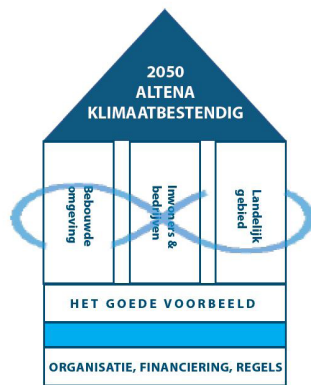 2050
ALTENA
KLIMAATBESTENDIG
Bebouwde
omgeving
Inwoners &
bedrijven
Landelijk
gebied
HET GOEDE VOORBEELD
ORGANISATIE, FINANCIERING, REGELS